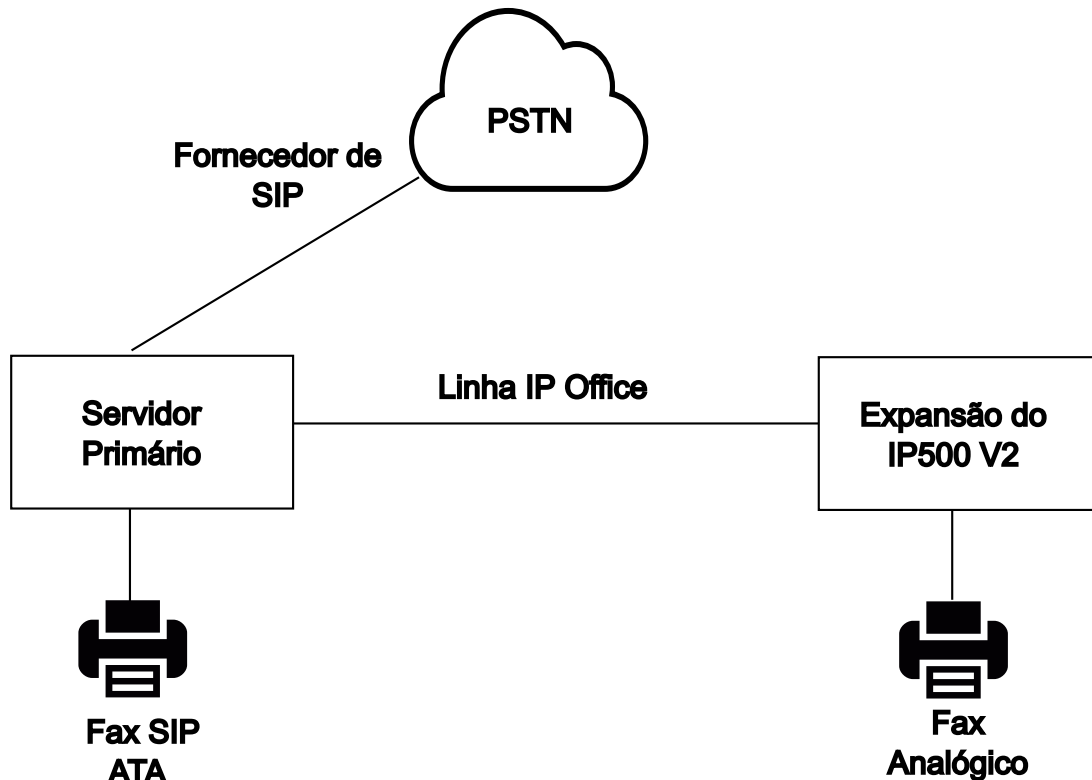 PSTN
Fornecedor de
SIP
Linha IP Office
Servidor
Primário
Expansão do
IP500 V2
Fax SIP
ATA
Fax
Analógico